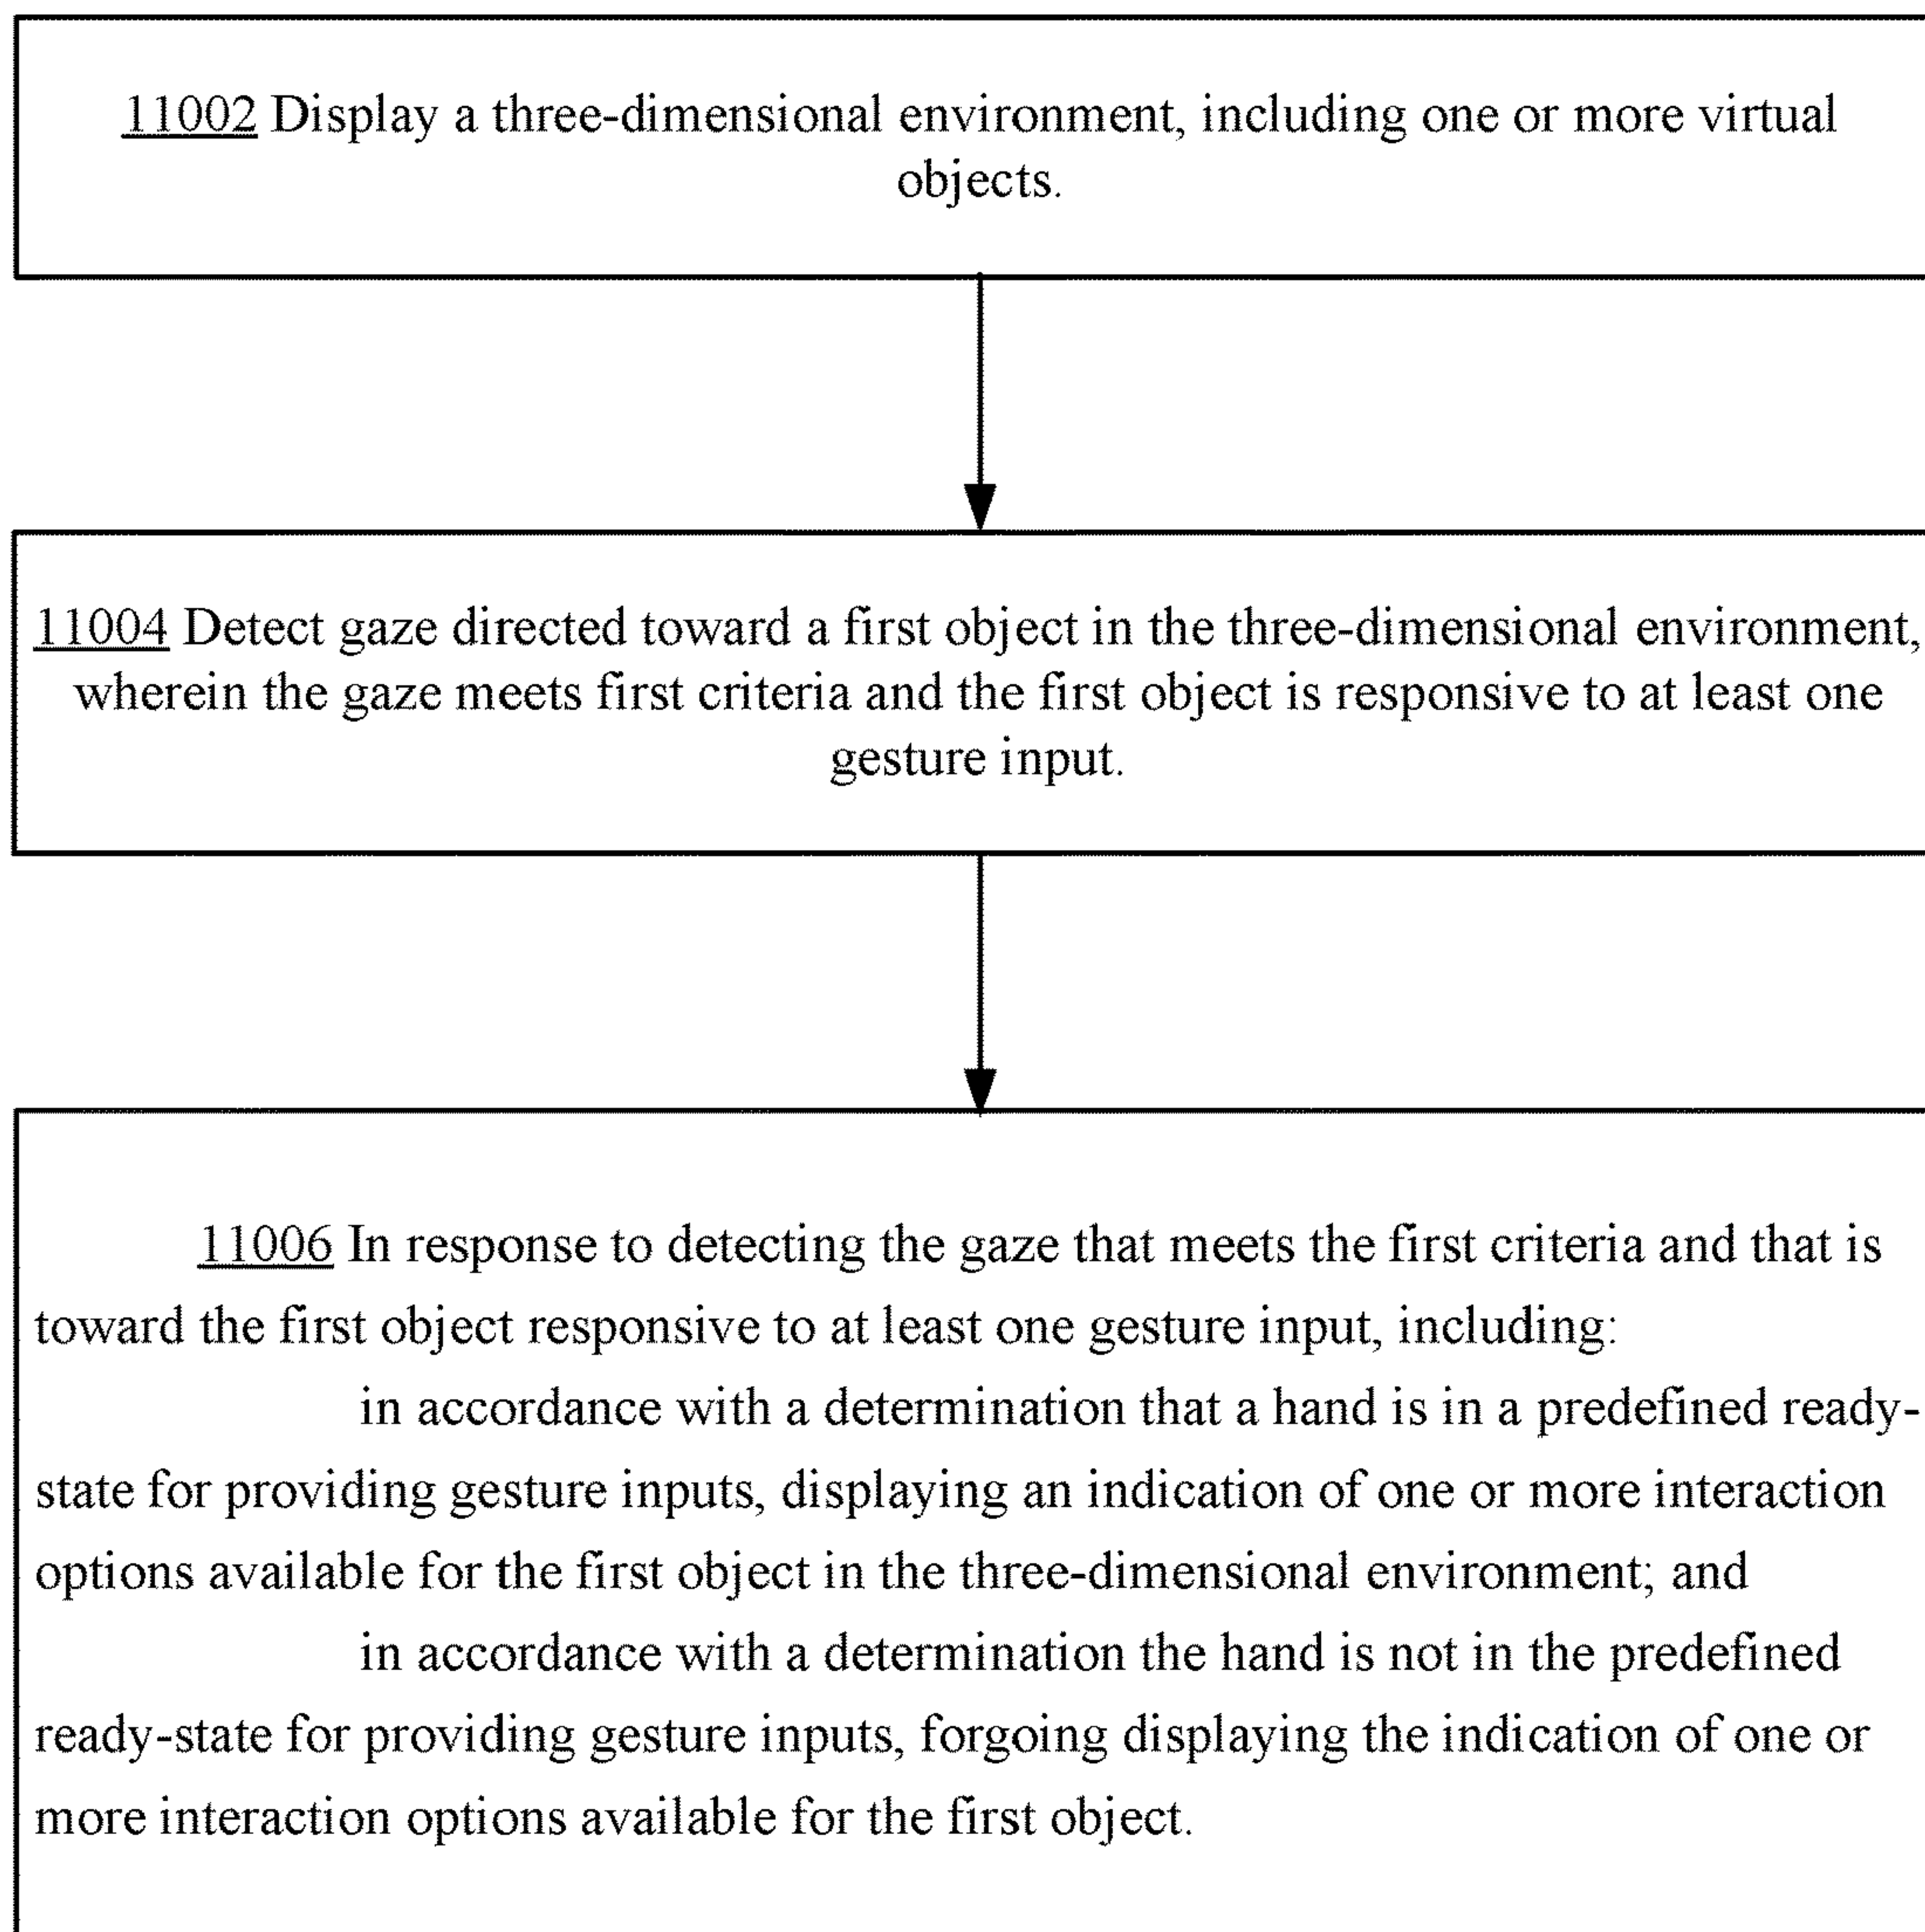 11002 Display a three-dimensional environment, including one or more virtual
objects.
11004 Detect gaze directed toward a first object in the three-dimensional environment,
wherein the gaze meets first criteria and the first object is responsive to at least one
gesture input.
11006 In response to detecting the gaze that meets the first criteria and that is
toward the first object responsive to at least one gesture input, including:
in accordance with a determination that a hand is in a predefined ready-
state for providing gesture inputs, displaying an indication of one or more interaction
options available for the first object in the three-dimensional environment; and
in accordance with a determination the hand is not in the predefined
ready-state for providing gesture inputs, forgoing displaying the indication of one or
more interaction options available for the first object.